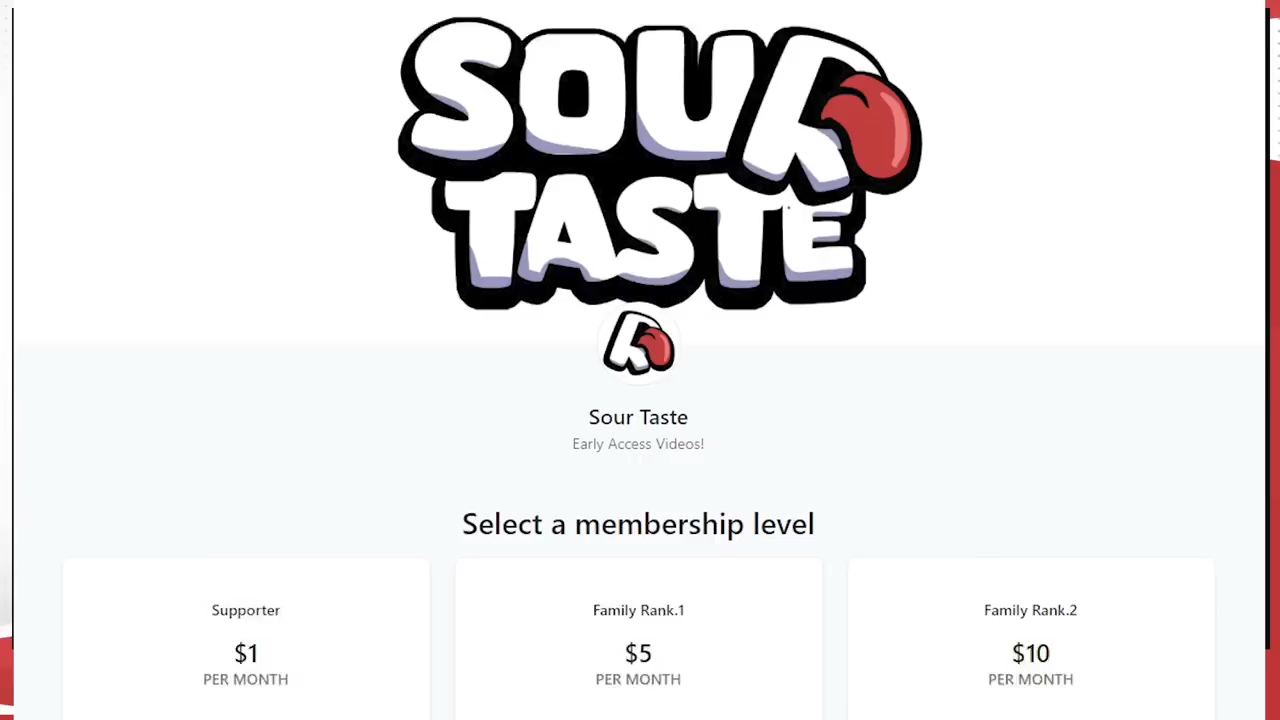 SOUR
TASTE
Sour Taste
Early Access Videos!
Select a membership level
Supporter
$1
PER MONTH
Family Rank.1
$5
PER MONTH
Family Rank.2
$10
PER MONTH